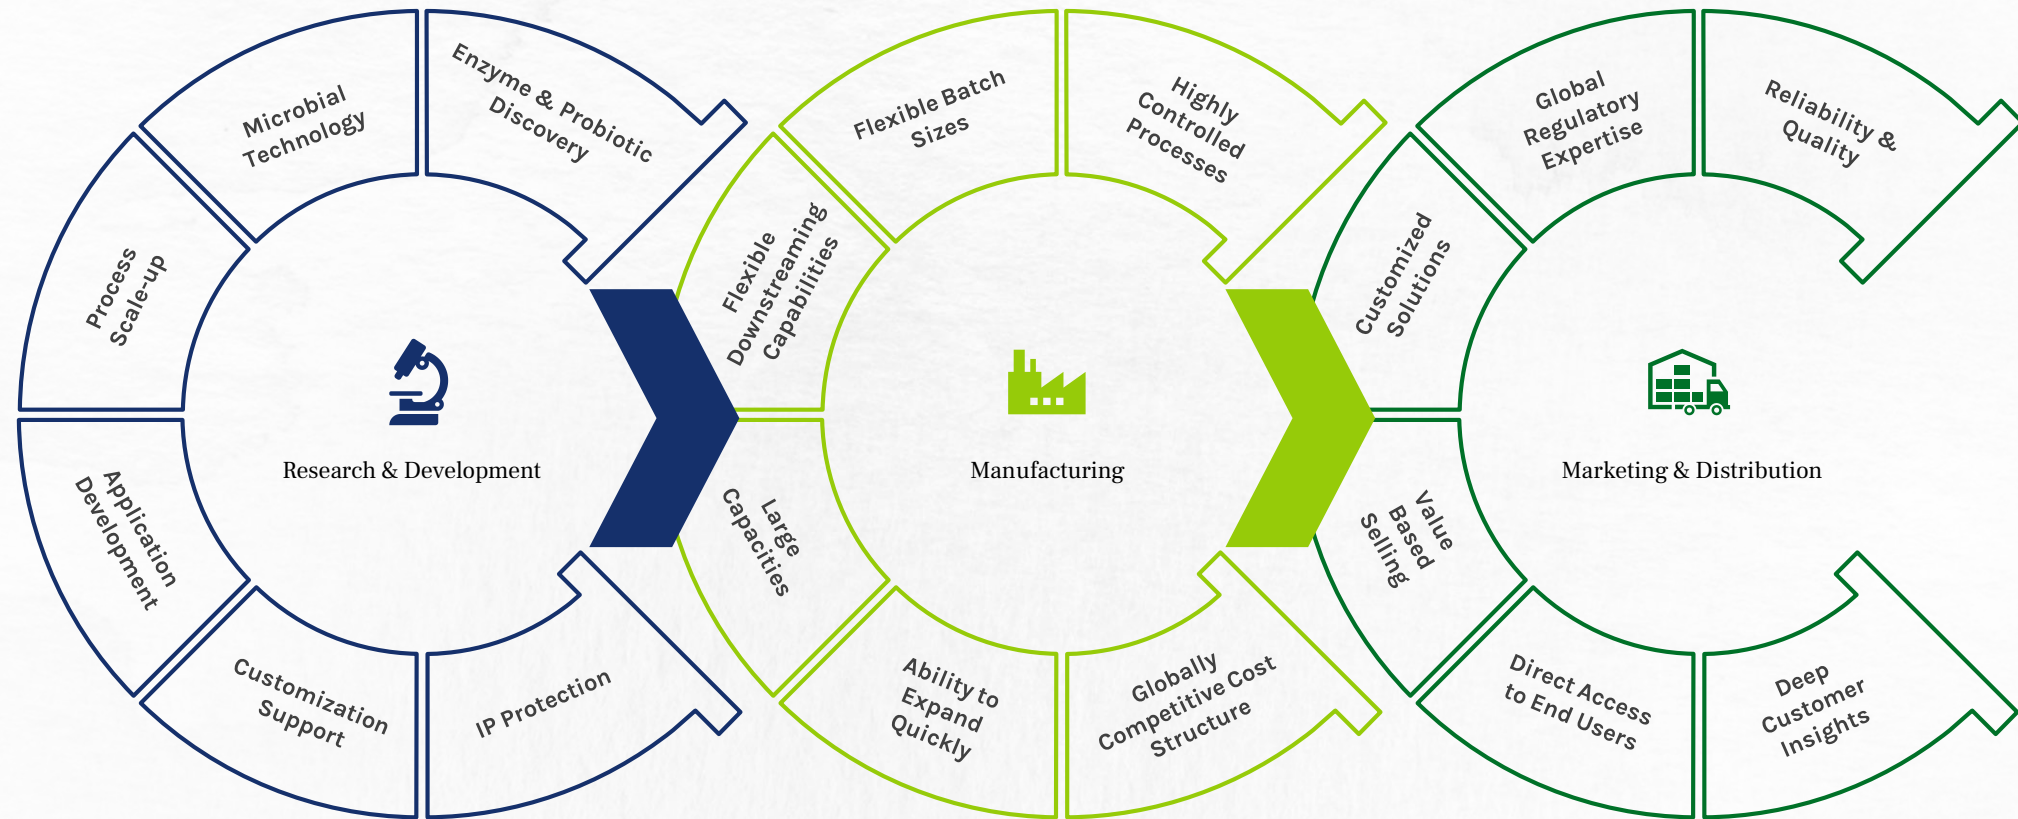 Enzyme & Probiotic
Discovery
Microbial
Technology
Process
Scale-up
Application
Development
Customization
Support
IP Protection
Research & Development
Highly
Controlled
Processes
Flexible Batch
Sizes
Flexible
Downstreaming
Capabilities
Large
Capacities
Ability to
Expand
Quickly
Globally
Competitive Cost
Structure
Manufacturing
Reliability &
Quality
Global
Regulatory
Expertise
Customized
Solutions
Value
Based
Selling
Direct Access
to End Users
Deep
Customer
Insights
Marketing & Distribution